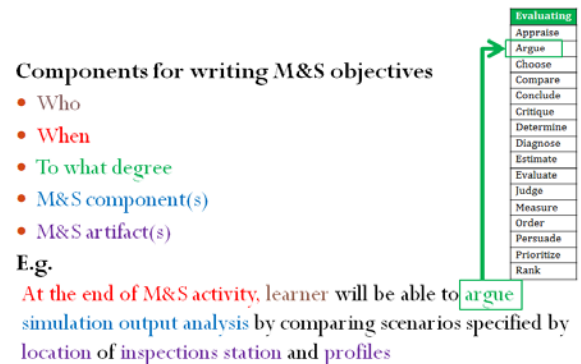 Components for writing M&S objectives
• Who
• When
• To what degree
• M&S component(s)
• M&S artifact(s)
E.g.
At the end of M&S activity, learner will be able to argue
simulation output analysis by comparing scenarios specified by
location of inspections station and profiles
Evaluating
Appraise
Argue
Choose
Compare
Conclude
Critique
Determine
Diagnose
Estimate
Evaluate
Judge
Measure
Order
Persuade
Prioritize
Rank